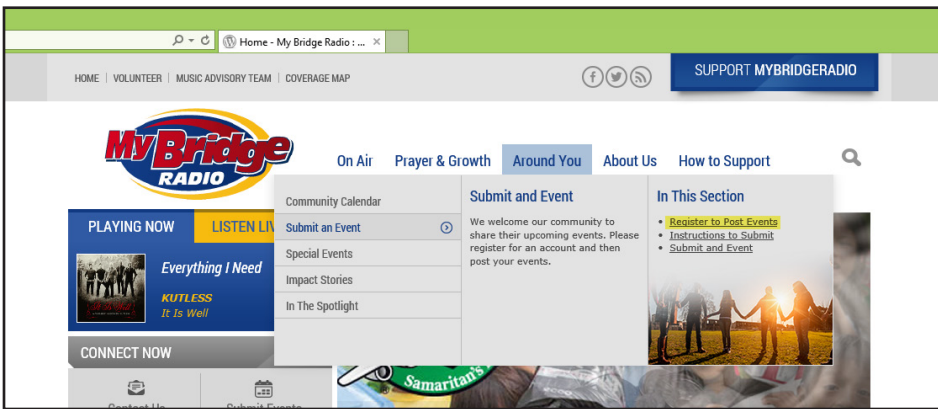 Home - My Bridge Radio : ...
HOME | VOLUNTEER | MUSIC ADVISORY TEAM | COVERAGE MAP
SUPPORT MYBRIDGERADIO
My Bridge
RADIO
On Air Prayer & Growth Around You About Us How to Support
Community Calendar
Submit an Event
Special Events
Impact Stories
In The Spotlight
Submit and Event
We welcome our community to
share their upcoming events. Please
register for an account and then
post your events.
In This Section
• Register to Post Events
• Instructions to Submit
• Submit and Event
PLAYING NOW
LISTEN LIV
Everything I Need
KUTLESS
It Is Well
CONNECT NOW
Contact Us
Submit Events
Samaritan's